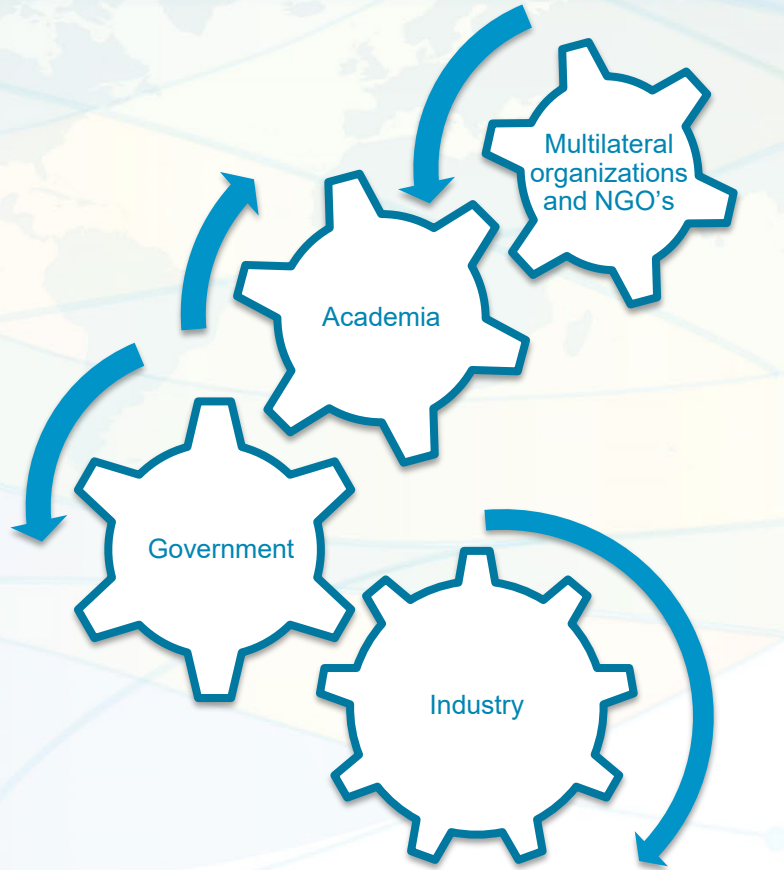 Multilateral
organizations
and NGO’s
Academia
Government
Industry